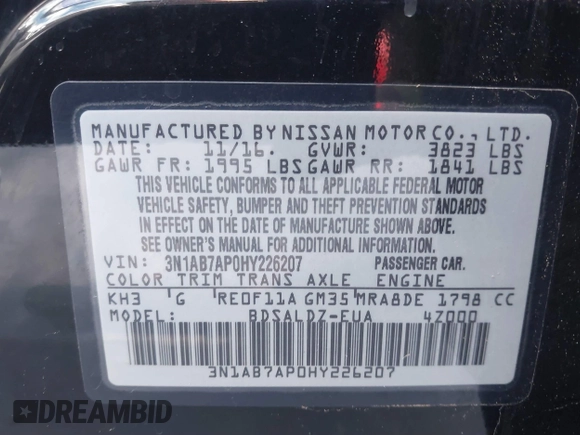 MANUFACTURED BY NISSAN MOTOR CO., LTD.
DATE: 11/16. GVWR: 3823 LBS
GAWR FR: 1995 LBS GAWR RR: 1841 LBS
THIS VEHICLE CONFORMS TO ALL APPLICABLE FEDERAL MOTOR
VEHICLE SAFETY, BUMPER AND THEFT PREVENTION STANDARDS
IN EFFECT ON THE DATE OF MANUFACTURE SHOWN ABOVE.
SEE OWNER'S MANUAL FOR ADDITIONAL INFORMATION.
VIN: 3N1AB7AP0HY226207 PASSENGER CAR.
COLOR TRIM TRANS AXLE ENGINE
KH3 G RE0F11A GM35 MRA8DE 1798 CC
MODEL: BDSALDZ-EUA 4Z000
3N1AB7AP0HY226207
DREAMBID